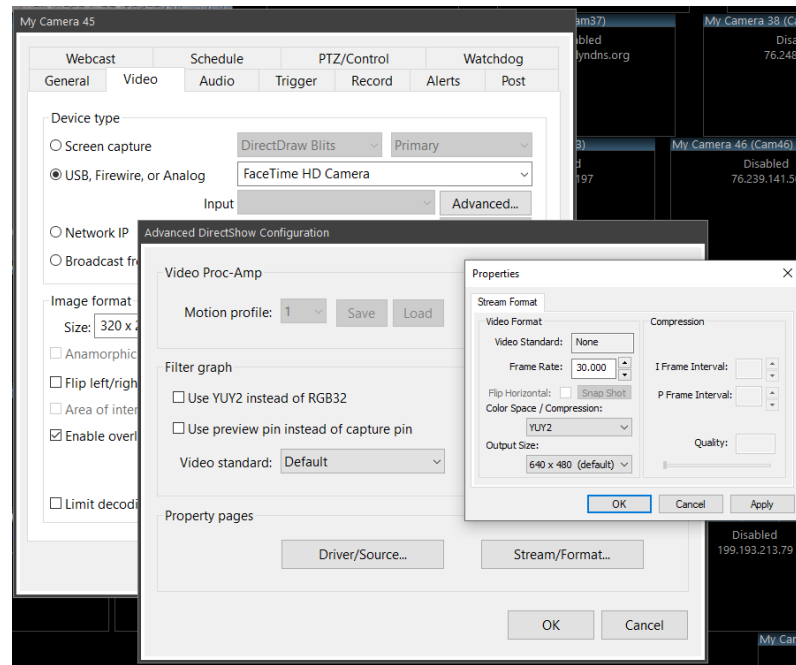 My Camera 45
am37)
My Camera 38 (Ca
Webcast Schedule PTZ/Control Watchdog
General Video Audio Trigger Record Alerts Post
bled
lyndns.org
Disa
76.248
Device type
Screen capture DirectDraw Blits Primary
USB, Firewire, or Analog FaceTime HD Camera
Input Advanced...
Network IP
Broadcast fr
3)
d
197
My Camera 46 (Cam46)
Disabled
76.239.141.5
Image format
Size: 320 x 2
Anamorphic
Flip left/righ
Area of inter
Enable overl
Limit decodi
Advanced DirectShow Configuration
Video Proc-Amp
Motion profile: 1 Save Load
Filter graph
Use YUY2 instead of RGB32
Use preview pin instead of capture pin
Video standard: Default
Property pages
Driver/Source... Stream/Format...
OK Cancel
Properties
Stream Format
Video Format
Video Standard: None
Frame Rate: 30.000
Flip Horizontal: Snap Shot
Color Space / Compression:
YUY2
Output Size:
640 x 480 (default)
Compression
I Frame Interval:
P Frame Interval:
Quality:
OK Cancel Apply
Disabled
199.193.213.79
My Car